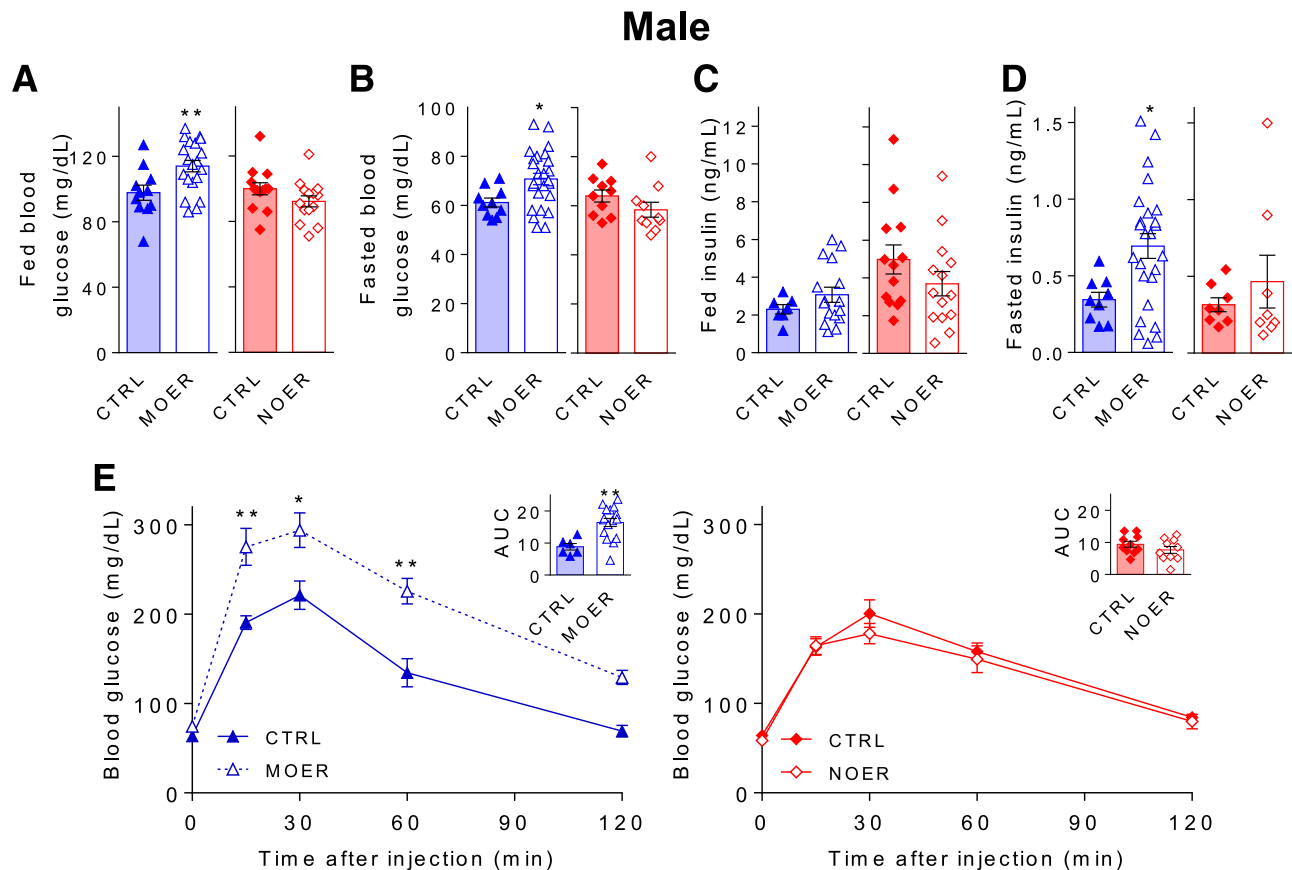 Male
A
Fed blood
glucose (mg/dL)
120
80
40
0
**
CTRL
MOER
CTRL
NOER
B
Fasted blood
glucose (mg/dL)
100
80
60
40
20
0
*
CTRL
MOER
CTRL
NOER
C
Fed insulin (ng/mL)
12
10
8
6
4
2
0
CTRL
MOER
CTRL
NOER
D
Fasted insulin (ng/mL)
1.5
1.0
0.5
0.0
*
CTRL
MOER
CTRL
NOER
E
Blood glucose (mg/dL)
300
200
100
0
**
*
**
CTRL
MOER
0
30
60
90
120
Time after injection (min)
AUC
20
10
0
**
CTRL
MOER
Blood glucose (mg/dL)
300
200
100
0
CTRL
NOER
0
30
60
90
120
Time after injection (min)
AUC
20
10
0
CTRL
NOER